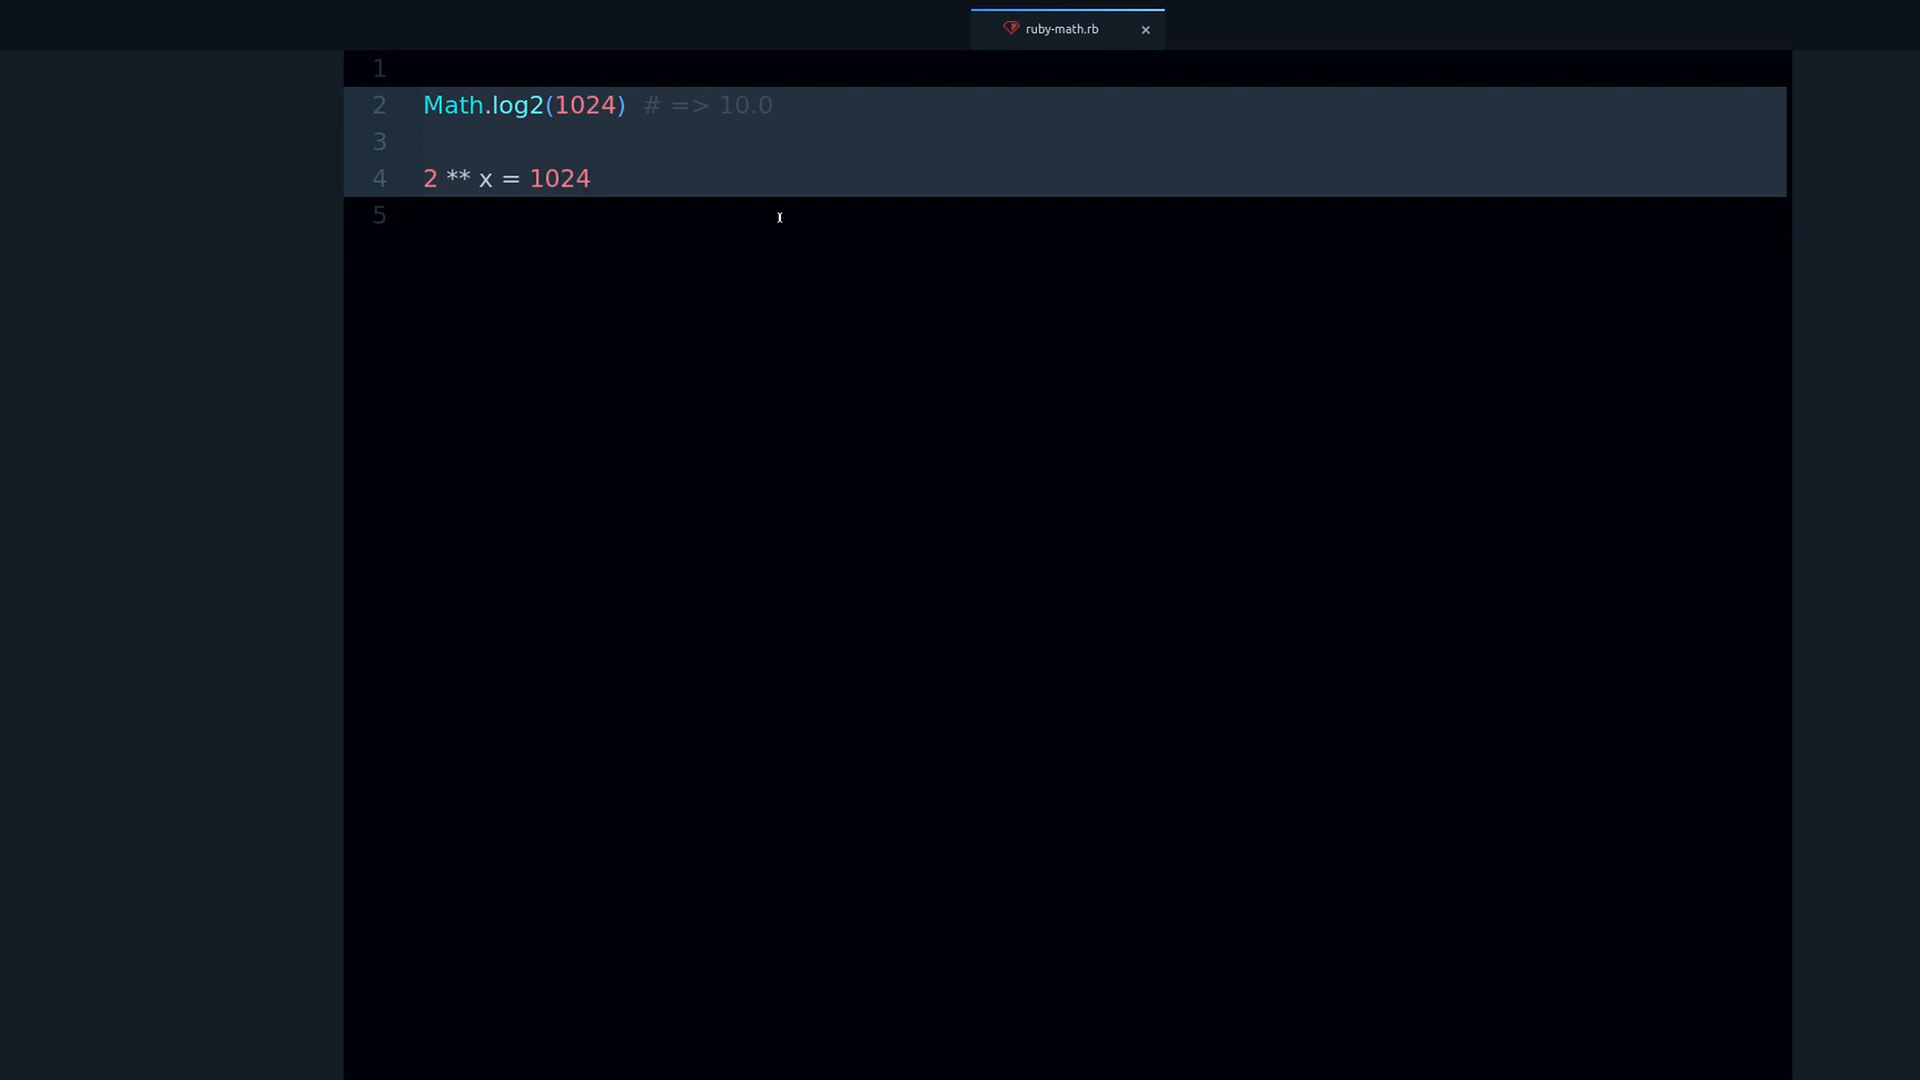 ruby-math.rb ×
1
2 Math.log2(1024) # => 10.0
3
4 2 ** x = 1024
5